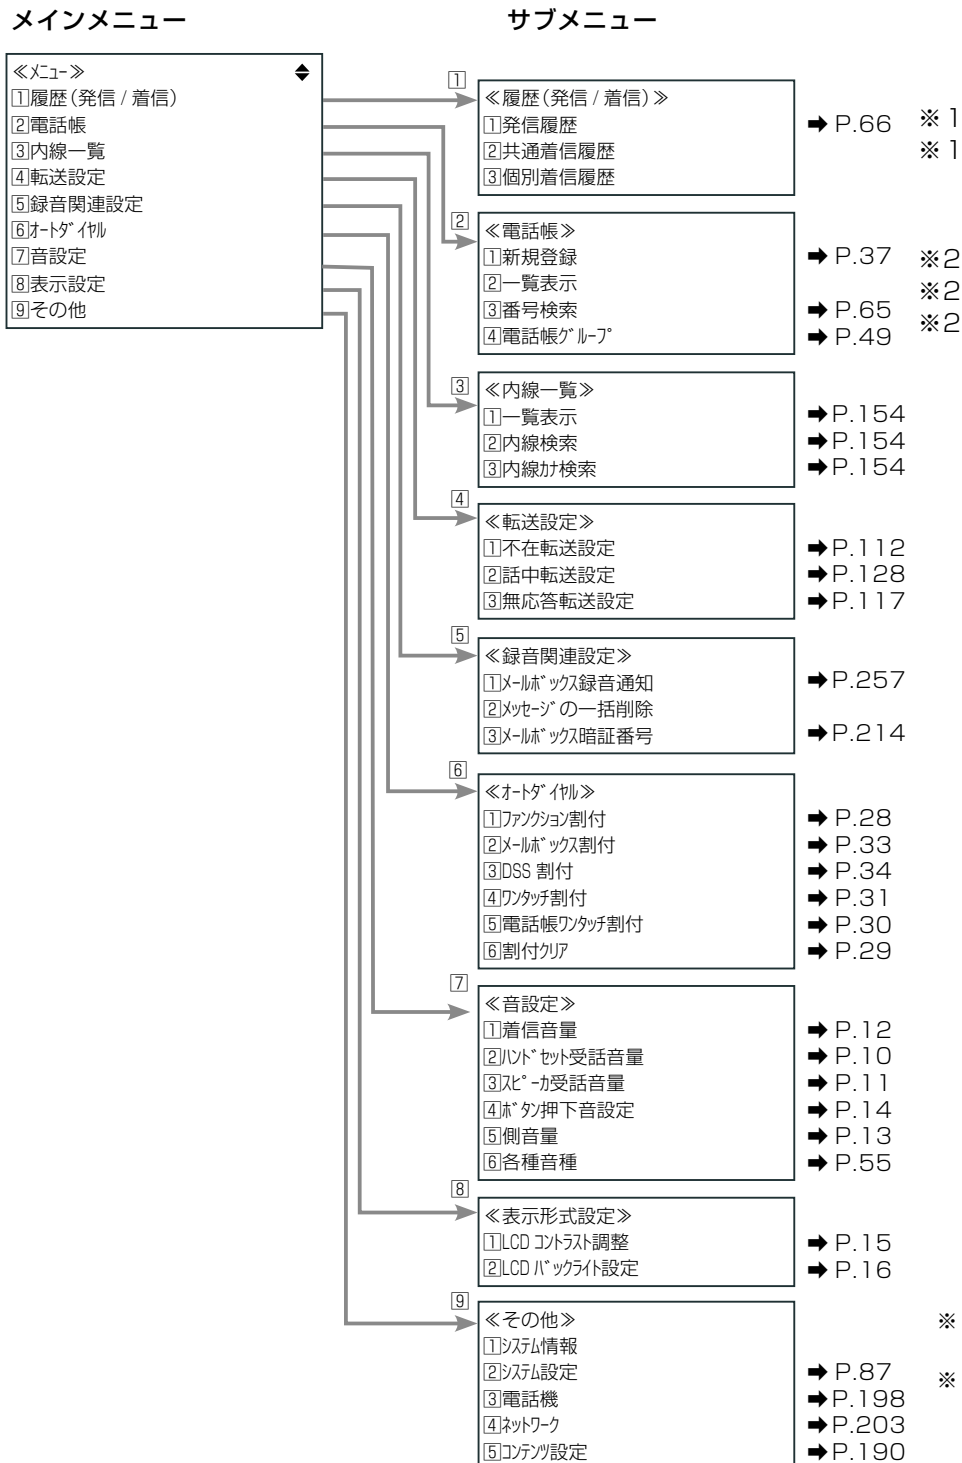 メインメニュー
サブメニュー
≪ﾒﾆｭｰ≫
1履歴(発信 / 着信)
2電話帳
3内線一覧
4転送設定
5録音関連設定
6ｵｰﾄﾀﾞｲﾔﾙ
7音設定
8表示設定
9その他
1
≪履歴(発信 / 着信)≫
1発信履歴 ➡ P.66 ※1
2共通着信履歴 ※1
3個別着信履歴
2
≪電話帳≫
1新規登録 ➡ P.37 ※2
2一覧表示 ※2
3番号検索 ➡ P.65 ※2
4電話帳ｸﾞﾙｰﾌﾟ ➡ P.49
3
≪内線一覧≫
1一覧表示 ➡P.154
2内線検索 ➡P.154
3内線ｶﾅ検索 ➡P.154
4
≪転送設定≫
1不在転送設定 ➡P.112
2話中転送設定 ➡P.128
3無応答転送設定 ➡P.117
5
≪録音関連設定≫
1ﾒｰﾙﾎﾞｯｸｽ録音通知 ➡P.257
2ﾒｯｾｰｼﾞの一括削除
3ﾒｰﾙﾎﾞｯｸｽ暗証番号 ➡P.214
6
≪ｵｰﾄﾀﾞｲﾔﾙ≫
1ﾌｧﾝｸｼｮﾝ割付 ➡ P.28
2ﾒｰﾙﾎﾞｯｸｽ割付 ➡ P.33
3DSS 割付 ➡ P.34
4ﾜﾝﾀｯﾁ割付 ➡ P.31
5電話帳ﾜﾝﾀｯﾁ割付 ➡ P.30
6割付ｸﾘｱ ➡ P.29
7
≪音設定≫
1着信音量 ➡ P.12
2ﾊﾝﾄﾞｾｯﾄ受話音量 ➡ P.10
3ｽﾋﾟｰｶ受話音量 ➡ P.11
4ﾎﾞﾀﾝ押下音設定 ➡ P.14
5側音量 ➡ P.13
6各種音種 ➡ P.55
8
≪表示形式設定≫
1LCD ｺﾝﾄﾗｽﾄ調整 ➡ P.15
2LCD ﾊﾞｯｸﾗｲﾄ設定 ➡ P.16
9
≪その他≫ ※
1ｼｽﾃﾑ情報
2ｼｽﾃﾑ設定 ➡ P.87 ※
3電話機 ➡P.198
4ﾈｯﾄﾜｰｸ ➡P.203
5ｺﾝﾃﾝﾂ設定 ➡P.190